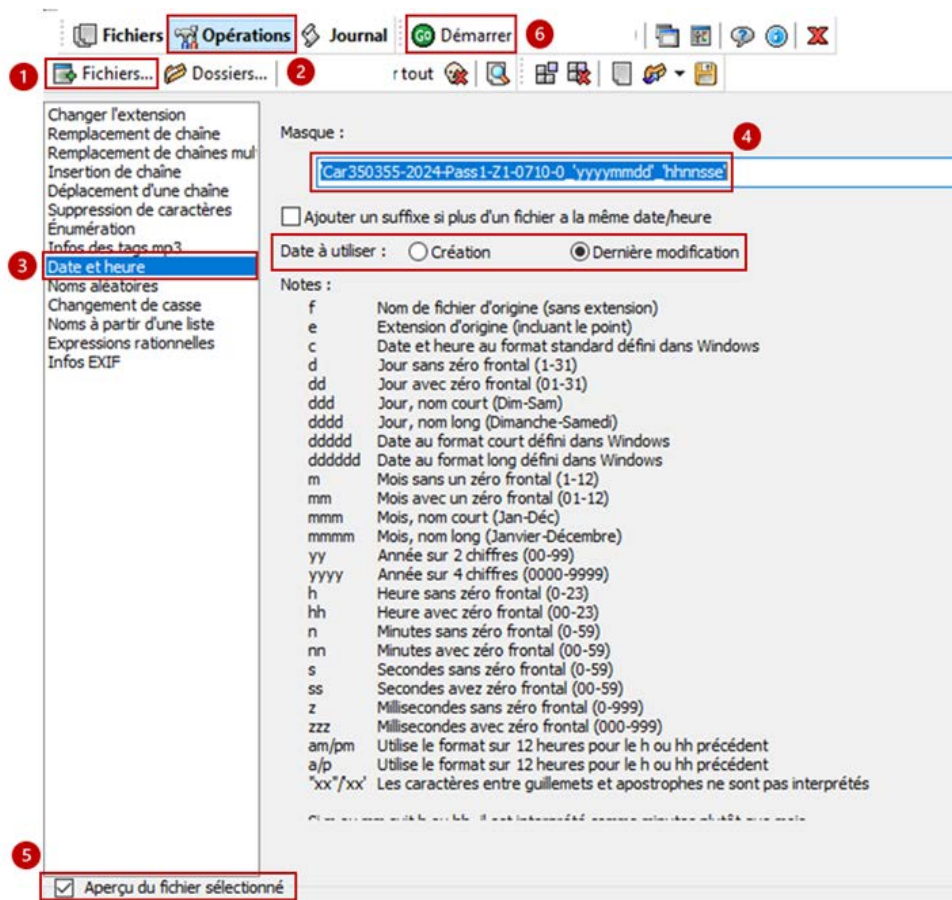 Fichiers Opérations Journal Démarrer 6
1 Fichiers... Dossiers... 2 r tout
Changer l'extension
Remplacement de chaîne
Remplacement de chaînes mul
Insertion de chaîne
Déplacement d'une chaîne
Suppression de caractères
Énumération
Infos des tags mp3
3 Date et heure
Noms aléatoires
Changement de casse
Noms à partir d'une liste
Expressions rationnelles
Infos EXIF
Masque :
4
'Car350355-2024-Pass1-Z1-0710-0_'yyyymmdd'_'hhnnsse'
Ajouter un suffixe si plus d'un fichier a la même date/heure
Date à utiliser : Création Dernière modification
Notes :
f Nom de fichier d'origine (sans extension)
e Extension d'origine (incluant le point)
c Date et heure au format standard défini dans Windows
d Jour sans zéro frontal (1-31)
dd Jour avec zéro frontal (01-31)
ddd Jour, nom court (Dim-Sam)
dddd Jour, nom long (Dimanche-Samedi)
ddddd Date au format court défini dans Windows
dddddd Date au format long défini dans Windows
m Mois sans un zéro frontal (1-12)
mm Mois avec un zéro frontal (01-12)
mmm Mois, nom court (Jan-Déc)
mmmm Mois, nom long (Janvier-Décembre)
yy Année sur 2 chiffres (00-99)
yyyy Année sur 4 chiffres (0000-9999)
h Heure sans zéro frontal (0-23)
hh Heure avec zéro frontal (00-23)
n Minutes sans zéro frontal (0-59)
nn Minutes avec zéro frontal (00-59)
s Secondes sans zéro frontal (0-59)
ss Secondes avez zéro frontal (00-59)
z Millisecondes sans zéro frontal (0-999)
zzz Millisecondes avec zéro frontal (000-999)
am/pm Utilise le format sur 12 heures pour le h ou hh précédent
a/p Utilise le format sur 12 heures pour le h ou hh précédent
"xx"/'xx' Les caractères entre guillemets et apostrophes ne sont pas interprétés
Si m ou mm suit h ou hh, il est interprété comme minutes plutôt que mois
5
Aperçu du fichier sélectionné